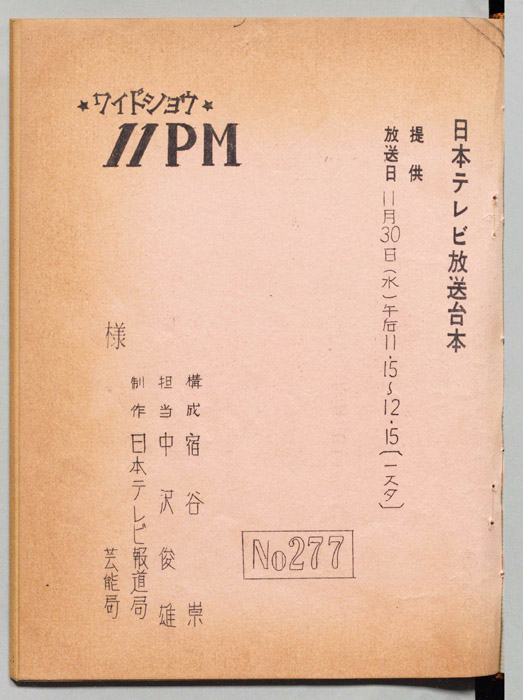 日本テレビ放送台本
提供
放送日 11月30日(水)午后11・15〜12・15〔一スタ〕
★ワイドショウ★
11PM
No277
構成 宿谷崇
担当 中沢俊雄
制作 日本テレビ報道局
芸能局
様